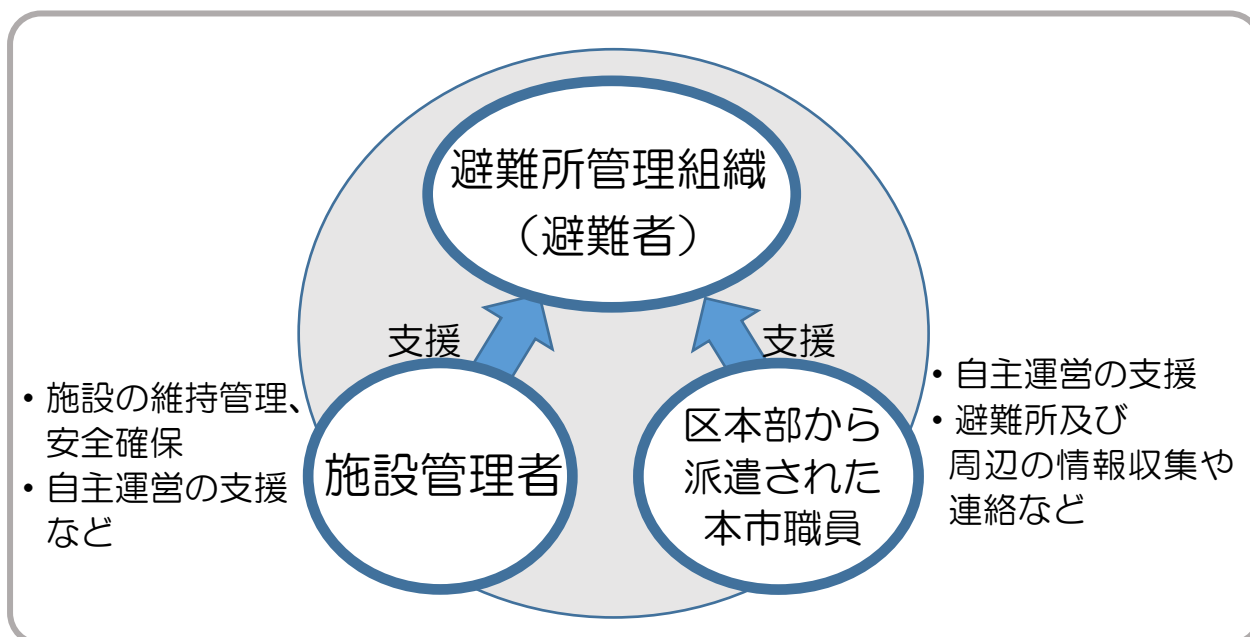 避難所管理組織
（避難者）
支援
支援
・施設の維持管理、
安全確保
・自主運営の支援
など
施設管理者
区本部から
派遣された
本市職員
・自主運営の支援
・避難所及び
周辺の情報収集や
連絡など